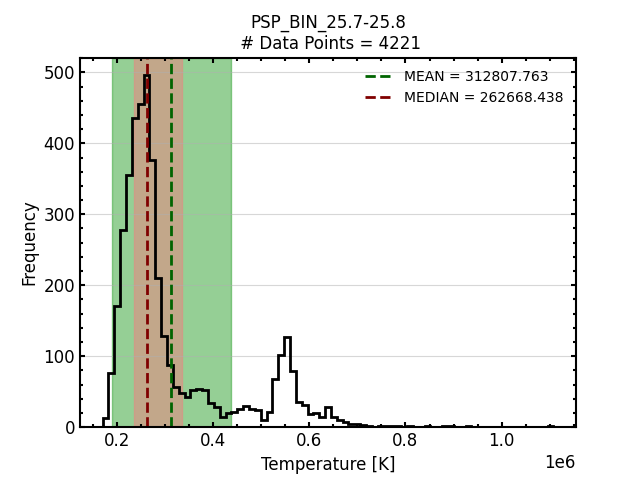 PSP_BIN_25.7-25.8
# Data Points = 4221
MEAN = 312807.763
MEDIAN = 262668.438
Frequency
500
400
300
200
100
0
0.2 0.4 0.6 0.8 1.0
1e6
Temperature [K]